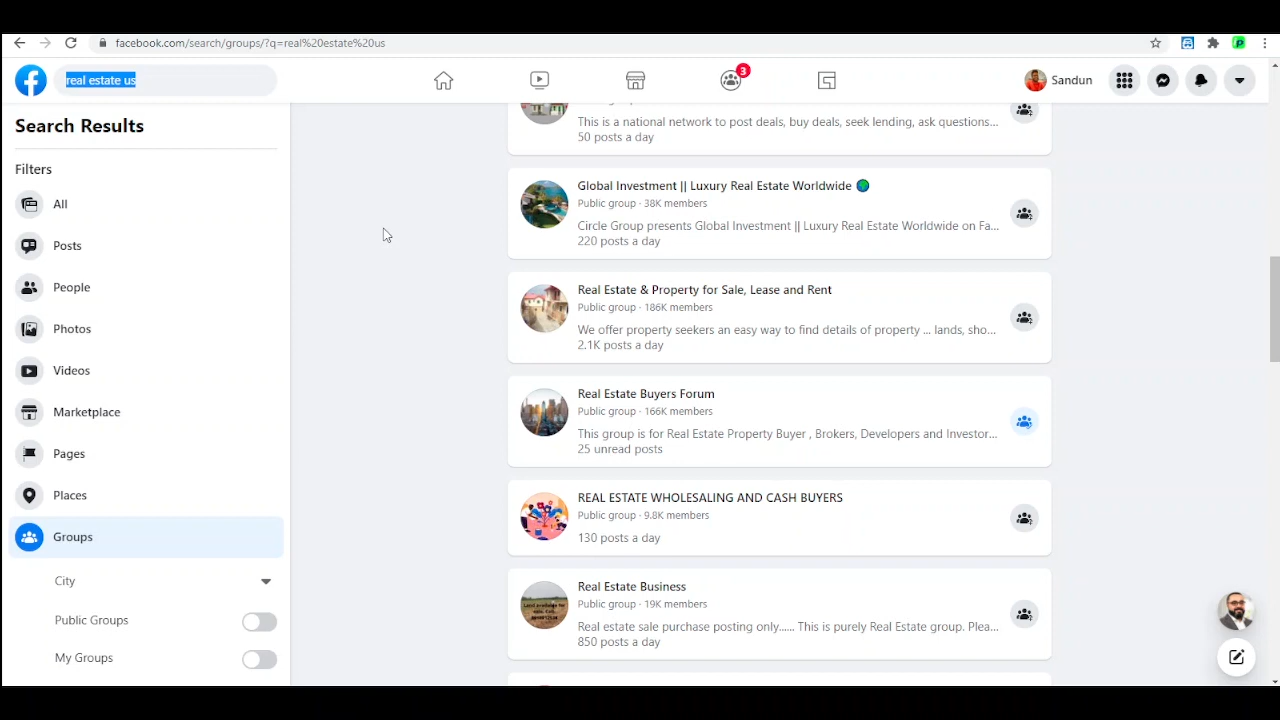 facebook.com/search/groups/?q=real%20estate%20us
real estate us
3
Sandun
Search Results
Filters
All
Posts
People
Photos
Videos
Marketplace
Pages
Places
Groups
City
Public Groups
My Groups
This is a national network to post deals, buy deals, seek lending, ask questions...
50 posts a day
Global Investment || Luxury Real Estate Worldwide
Public group · 38K members
Circle Group presents Global Investment || Luxury Real Estate Worldwide on Fa...
220 posts a day
Real Estate & Property for Sale, Lease and Rent
Public group · 186K members
We offer property seekers an easy way to find details of property ... lands, sho...
2.1K posts a day
Real Estate Buyers Forum
Public group · 166K members
This group is for Real Estate Property Buyer , Brokers, Developers and Investor...
25 unread posts
REAL ESTATE WHOLESALING AND CASH BUYERS
Public group · 9.8K members
130 posts a day
Real Estate Business
Public group · 19K members
Real estate sale purchase posting only...... This is purely Real Estate group. Plea...
850 posts a day